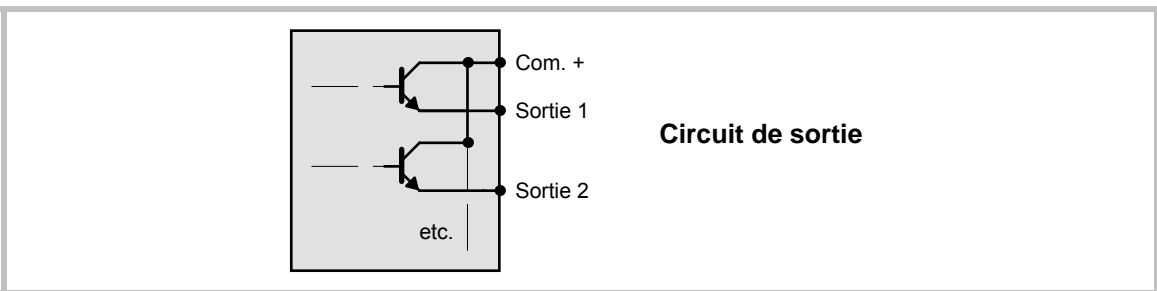 Com. +
Sortie 1
Circuit de sortie
Sortie 2
etc.